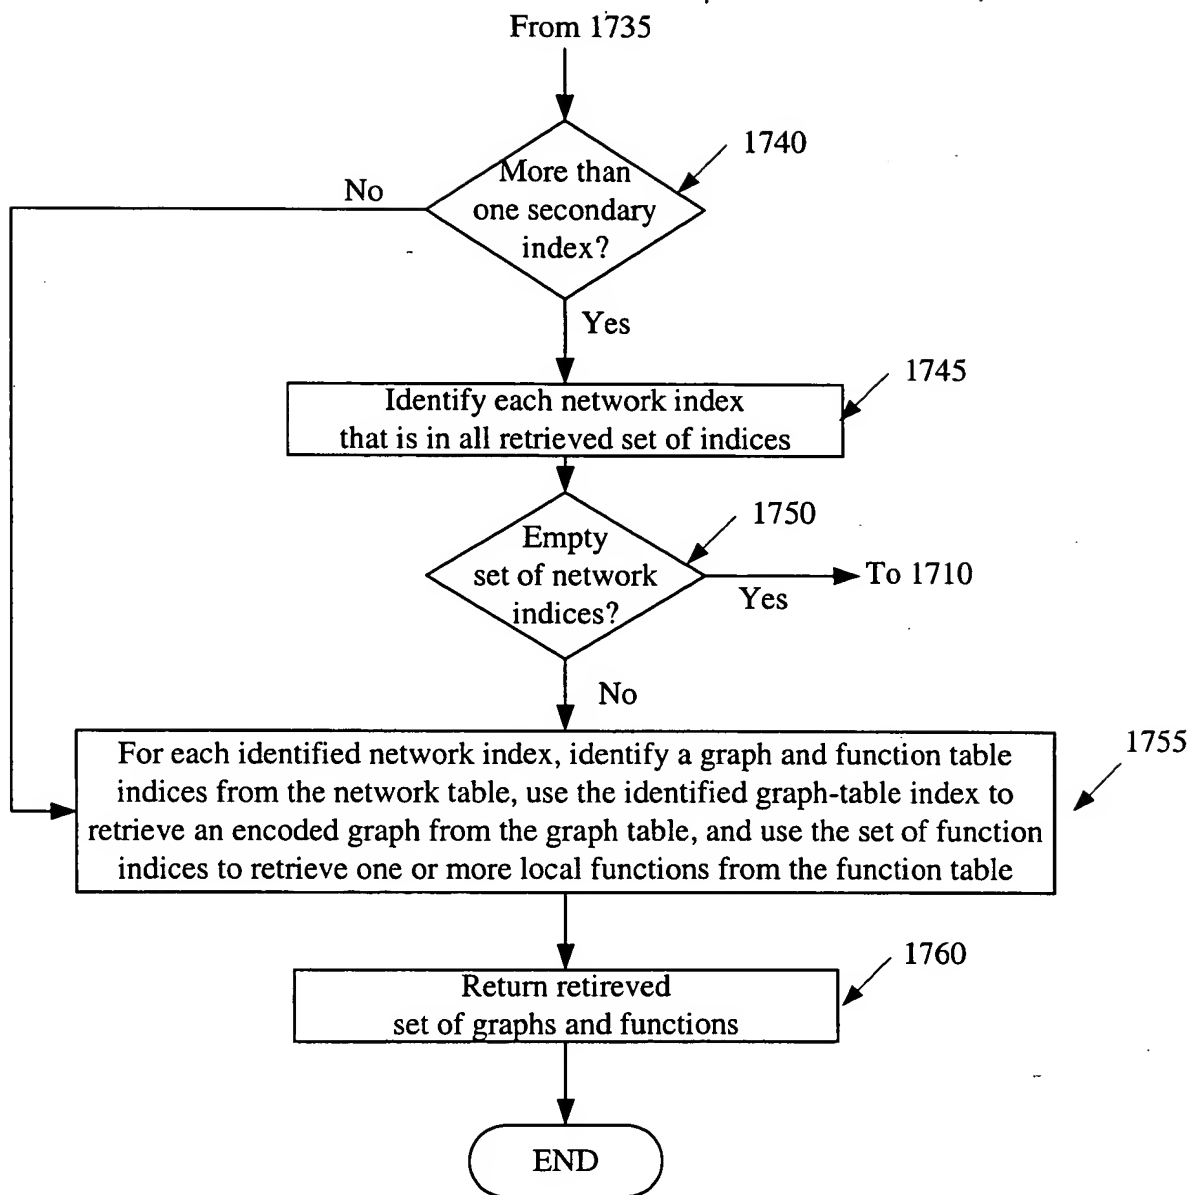 From 1735
1740
No
More than
one secondary
index?
Yes
1745
Identify each network index
that is in all retrieved set of indices
1750
Empty
set of network
indices?
To 1710
Yes
No
1755
For each identified network index, identify a graph and function table
indices from the network table, use the identified graph-table index to
retrieve an encoded graph from the graph table, and use the set of function
indices to retrieve one or more local functions from the function table
1760
Return retireved
set of graphs and functions
END